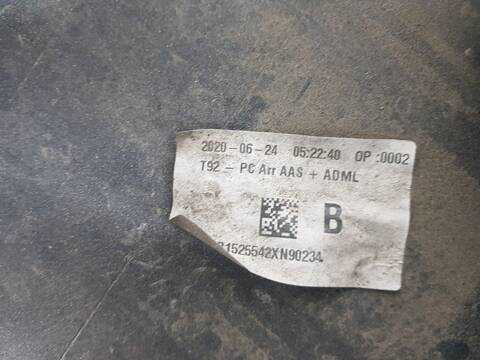 2020-06-24 05:22:40 OP :0002
T92 - PC Arr AAS + ADML
B
1525542XN90234